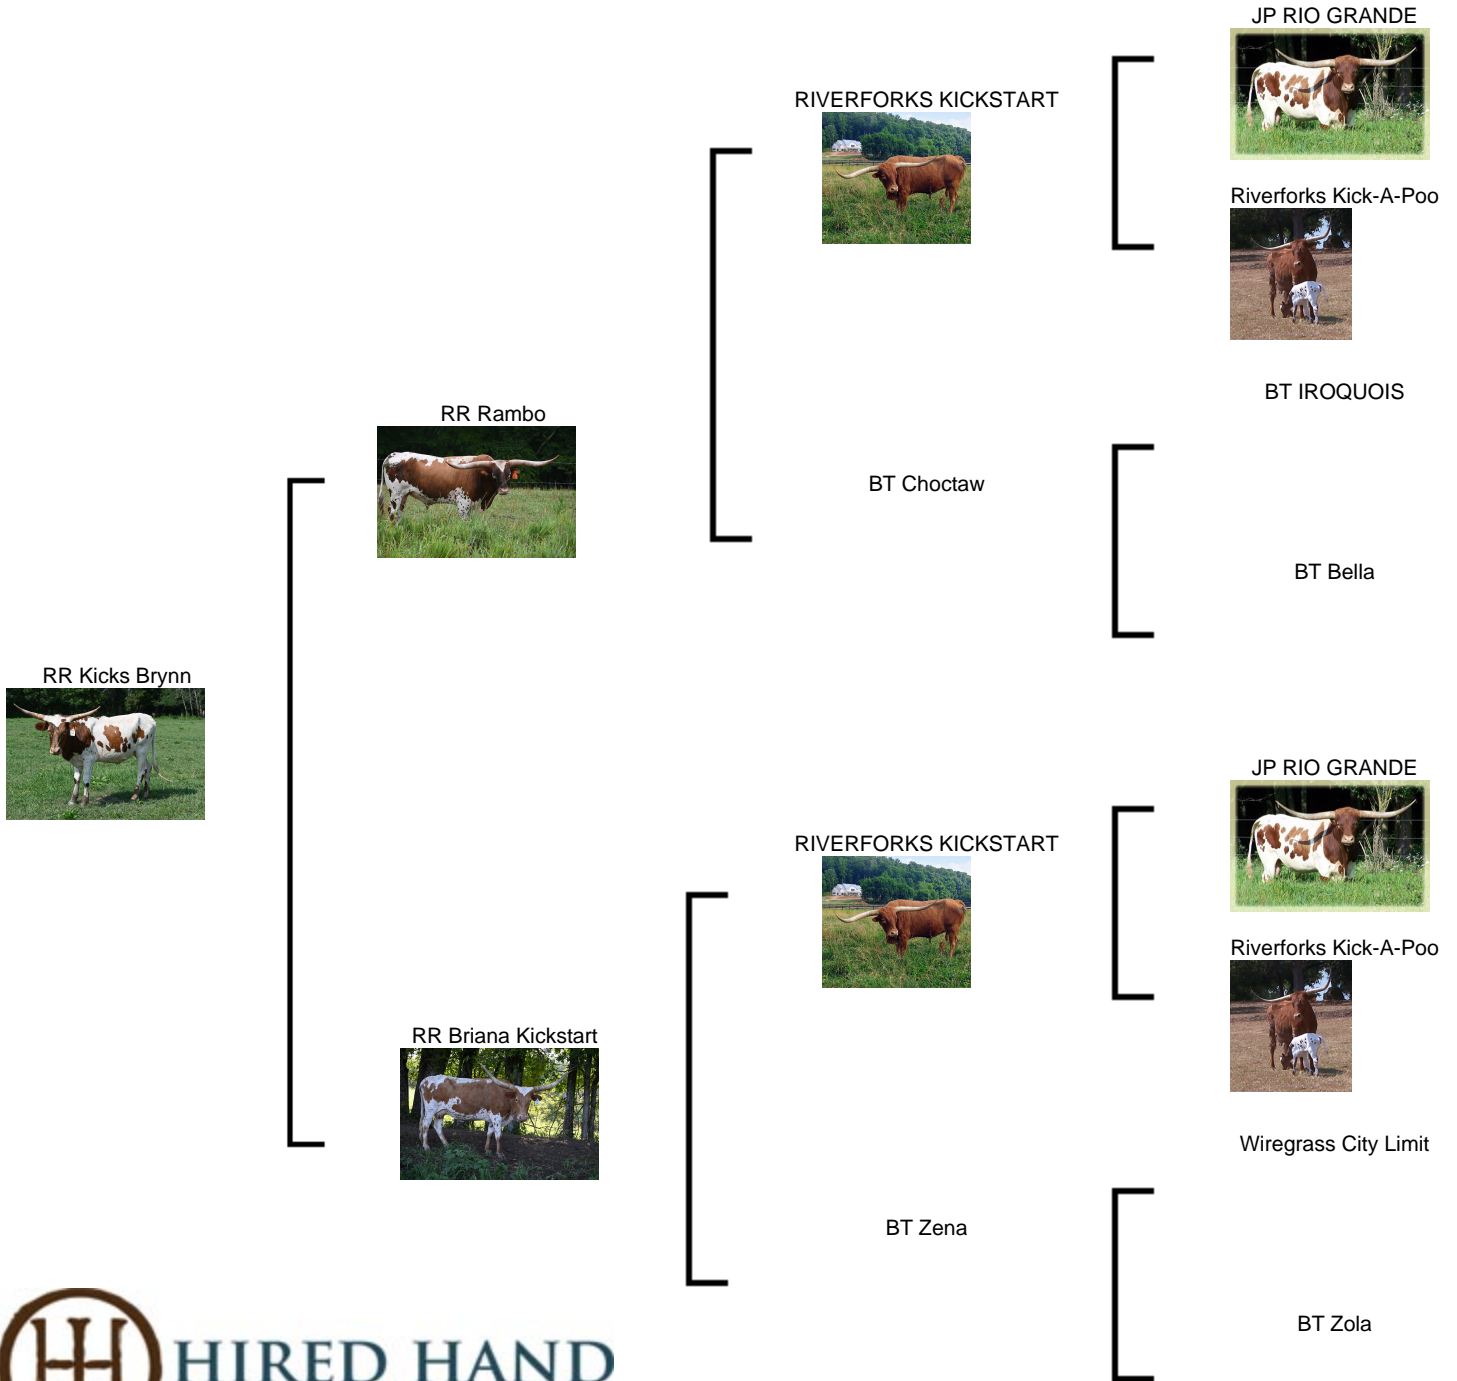 JP RIO GRANDE
RIVERFORKS KICKSTART
Riverforks Kick-A-Poo
BT IROQUOIS
RR Rambo
BT Choctaw
BT Bella
RR Kicks Brynn
JP RIO GRANDE
RIVERFORKS KICKSTART
Riverforks Kick-A-Poo
RR Briana Kickstart
Wiregrass City Limit
BT Zena
BT Zola
HIRED HAND